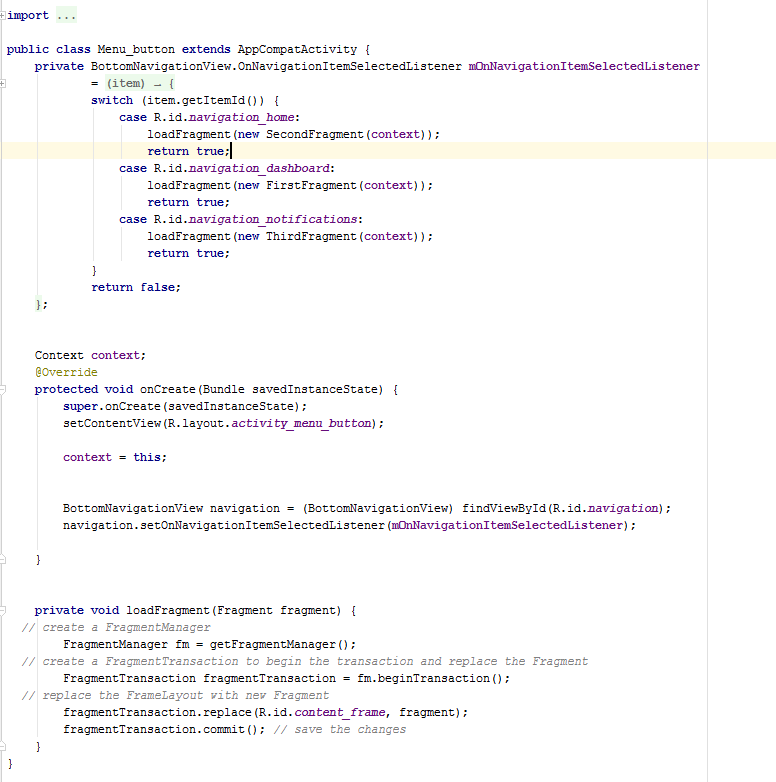 import ...
public class Menu_button extends AppCompatActivity {
    private BottomNavigationView.OnNavigationItemSelectedListener mOnNavigationItemSelectedListener
            = (item) → {
            switch (item.getItemId()) {
                case R.id.navigation_home:
                    loadFragment(new SecondFragment(context));
                    return true;
                case R.id.navigation_dashboard:
                    loadFragment(new FirstFragment(context));
                    return true;
                case R.id.navigation_notifications:
                    loadFragment(new ThirdFragment(context));
                    return true;
            }
            return false;
    };
    Context context;
    @Override
    protected void onCreate(Bundle savedInstanceState) {
        super.onCreate(savedInstanceState);
        setContentView(R.layout.activity_menu_button);
        context = this;
        BottomNavigationView navigation = (BottomNavigationView) findViewById(R.id.navigation);
        navigation.setOnNavigationItemSelectedListener(mOnNavigationItemSelectedListener);
    }
    private void loadFragment(Fragment fragment) {
  // create a FragmentManager
        FragmentManager fm = getFragmentManager();
  // create a FragmentTransaction to begin the transaction and replace the Fragment
        FragmentTransaction fragmentTransaction = fm.beginTransaction();
  // replace the FrameLayout with new Fragment
        fragmentTransaction.replace(R.id.content_frame, fragment);
        fragmentTransaction.commit(); // save the changes
    }
}